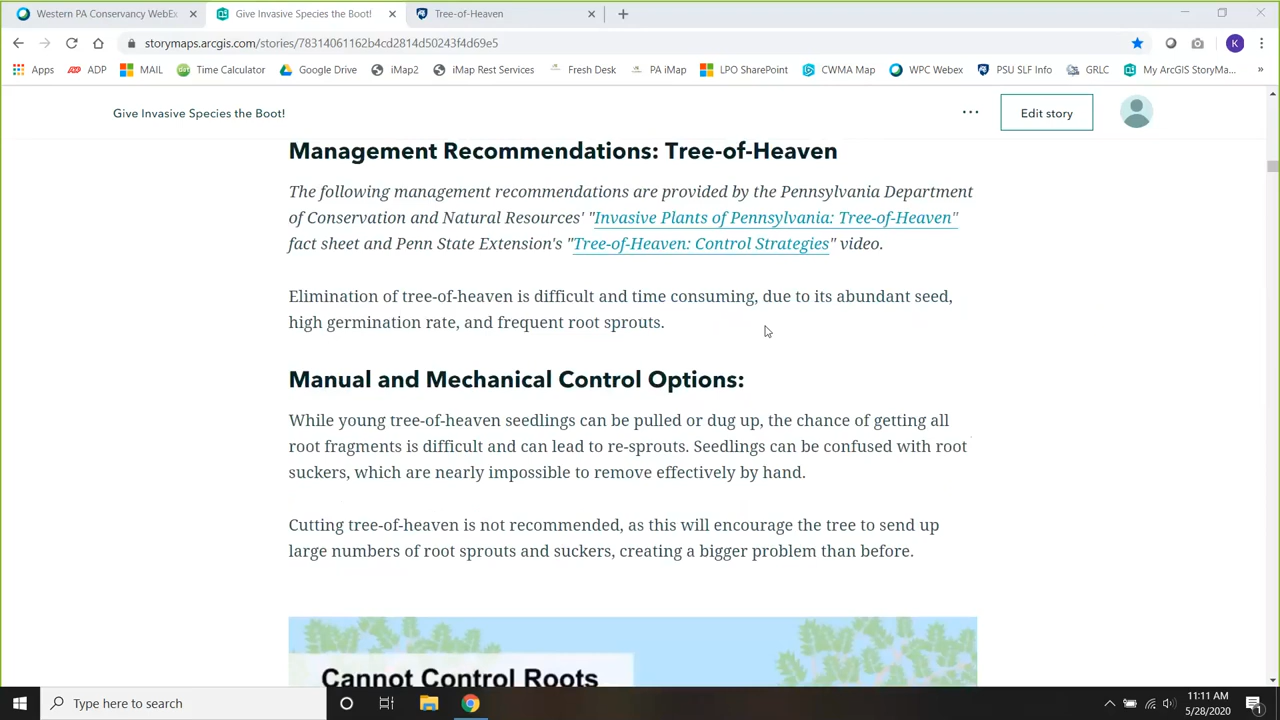 Western PA Conservancy WebEx
Give Invasive Species the Boot!
Tree-of-Heaven
storymaps.arcgis.com/stories/78314061162b4cd2814d50243f4d69e5
K
Apps
ADP
MAIL
Time Calculator
Google Drive
iMap2
iMap Rest Services
Fresh Desk
PA iMap
LPO SharePoint
CWMA Map
WPC Webex
PSU SLF Info
GRLC
My ArcGIS StoryMa...
»
Give Invasive Species the Boot!
Edit story
Management Recommendations: Tree-of-Heaven
The following management recommendations are provided by the Pennsylvania Department
of Conservation and Natural Resources' "Invasive Plants of Pennsylvania: Tree-of-Heaven"
fact sheet and Penn State Extension's "Tree-of-Heaven: Control Strategies" video.
Elimination of tree-of-heaven is difficult and time consuming, due to its abundant seed,
high germination rate, and frequent root sprouts.
Manual and Mechanical Control Options:
While young tree-of-heaven seedlings can be pulled or dug up, the chance of getting all
root fragments is difficult and can lead to re-sprouts. Seedlings can be confused with root
suckers, which are nearly impossible to remove effectively by hand.
Cutting tree-of-heaven is not recommended, as this will encourage the tree to send up
large numbers of root sprouts and suckers, creating a bigger problem than before.
Cannot Control Roots
Type here to search
11:11 AM
5/28/2020
1